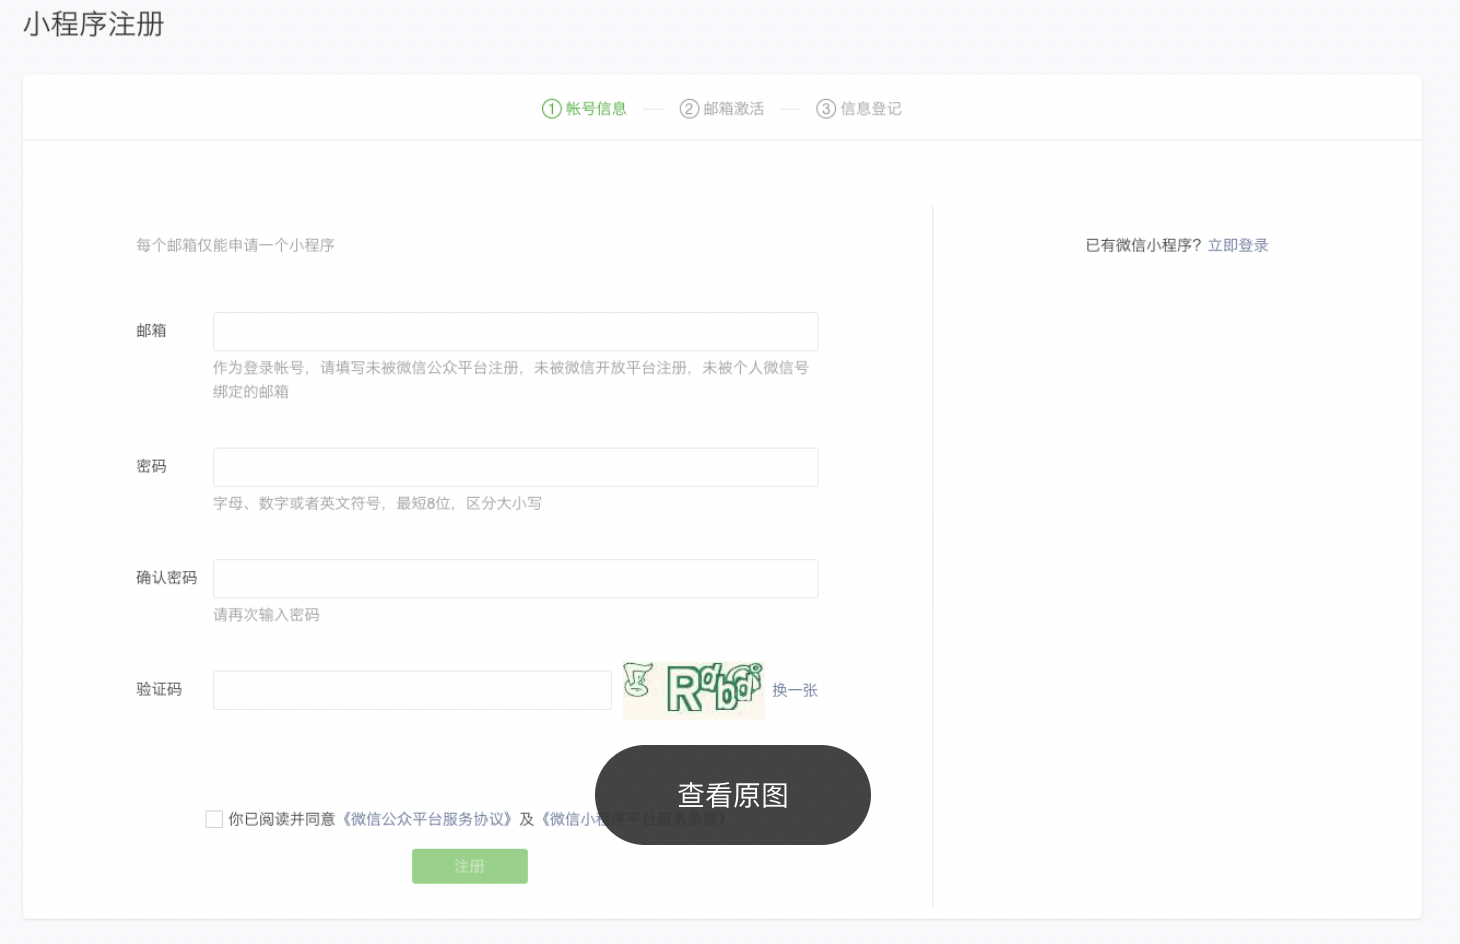 小程序注册
1 帐号信息 2 邮箱激活 3 信息登记
每个邮箱仅能申请一个小程序
已有微信小程序? 立即登录
邮箱
作为登录帐号，请填写未被微信公众平台注册，未被微信开放平台注册，未被个人微信号
绑定的邮箱
密码
字母、数字或者英文符号，最短8位，区分大小写
确认密码
请再次输入密码
验证码
换一张
查看原图
你已阅读并同意《微信公众平台服务协议》及《微信小程序平台服务条款》
注册